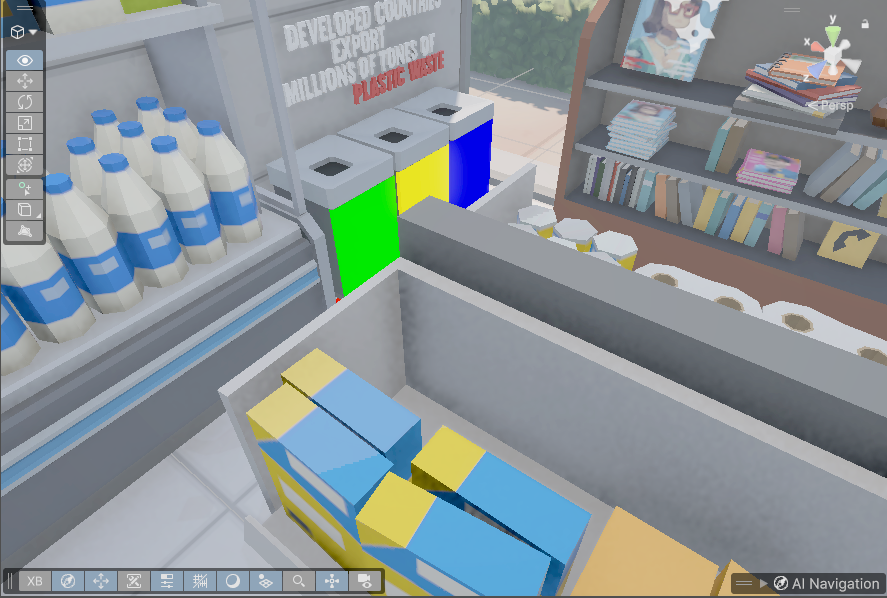 DEVELOPED COUNTRIES
EXPORT
MILLIONS OF TONS OF
PLASTIC WASTE
y
x
z
< Persp
XB
AI Navigation